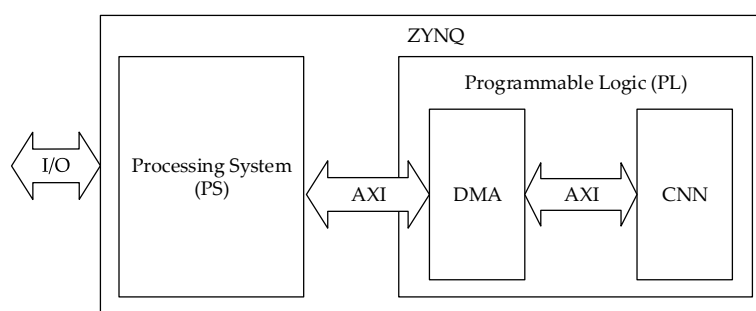 ZYNQ
Programmable Logic (PL)
I/O
Processing System
(PS)
AXI
DMA
AXI
CNN